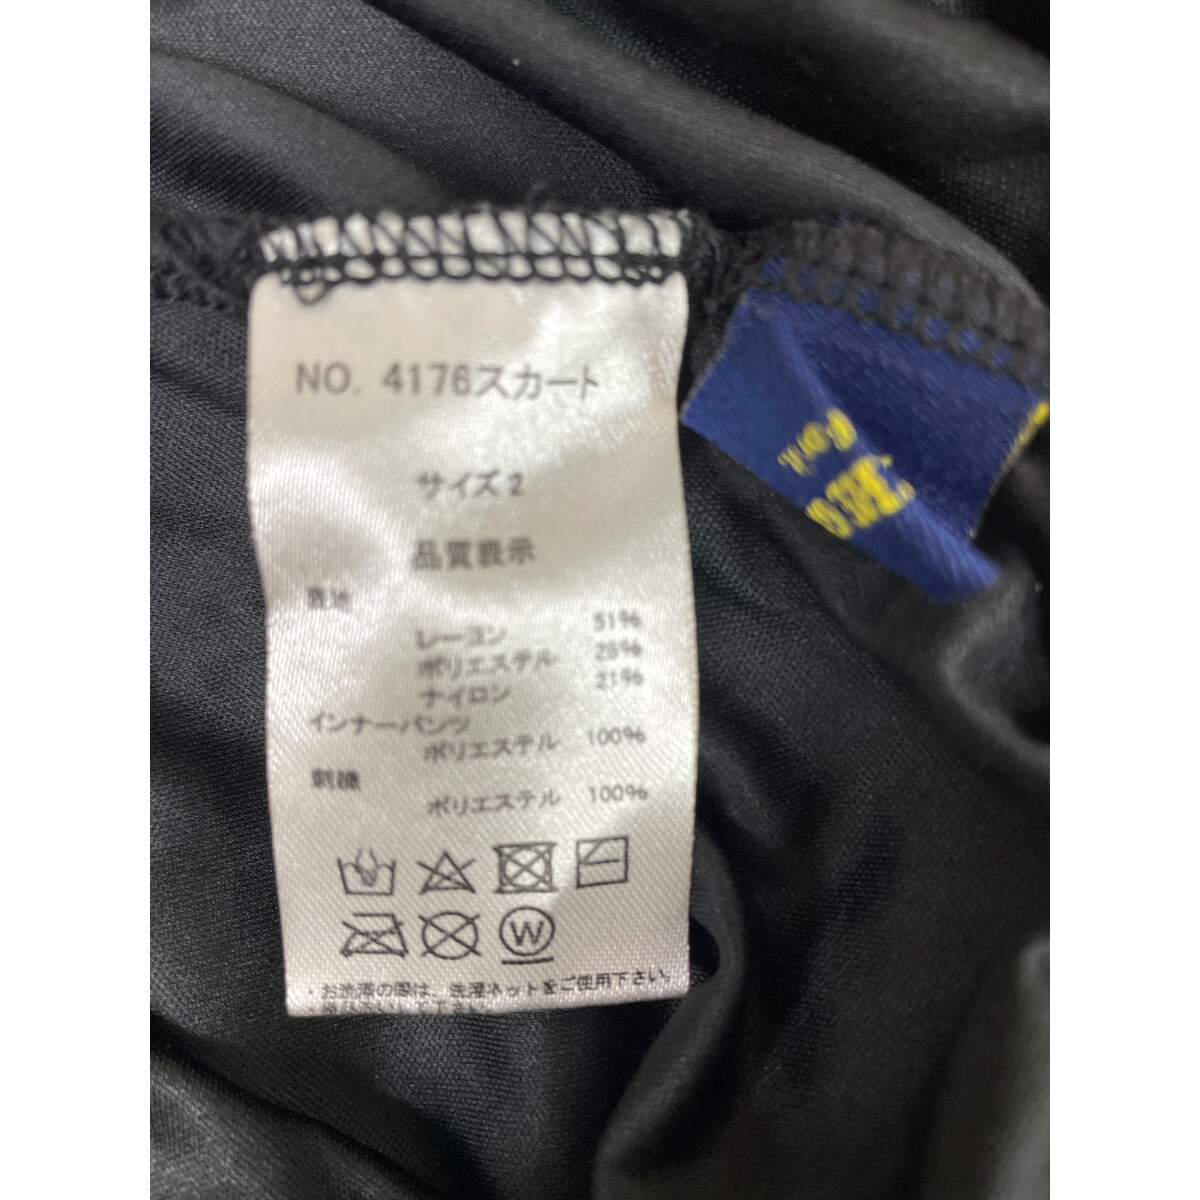 NO. 4176スカート
サイズ2
品質表示
表地
レーヨン 51%
ポリエステル 28%
ナイロン 21%
インナーパンツ
ポリエステル 100%
刺繍
ポリエステル 100%
W
・お洗濯の際は、洗濯ネットをご使用下さい。